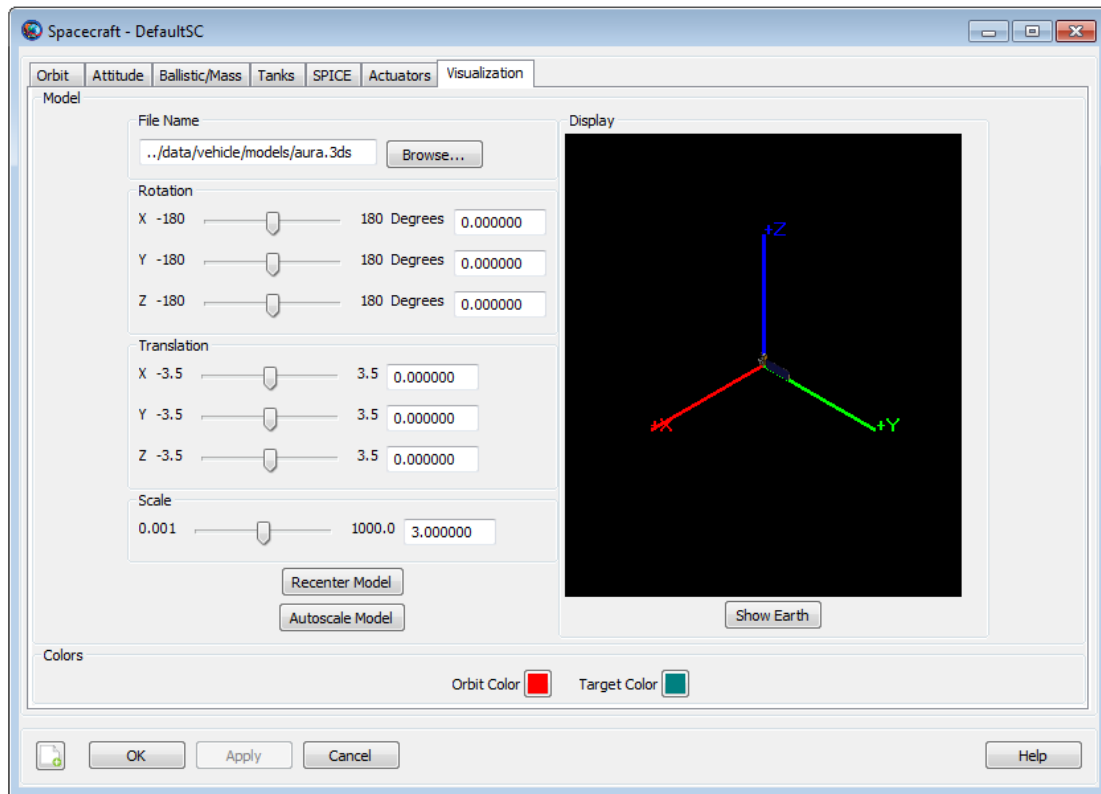 Spacecraft - DefaultSC
Orbit Attitude Ballistic/Mass Tanks SPICE Actuators Visualization
Model
File Name
../data/vehicle/models/aura.3ds Browse...
Rotation
X -180 180 Degrees 0.000000
Y -180 180 Degrees 0.000000
Z -180 180 Degrees 0.000000
Translation
X -3.5 3.5 0.000000
Y -3.5 3.5 0.000000
Z -3.5 3.5 0.000000
Scale
0.001 1000.0 3.000000
Recenter Model
Autoscale Model
Display
+Z
+X +Y
Show Earth
Colors
Orbit Color Target Color
OK Apply Cancel Help